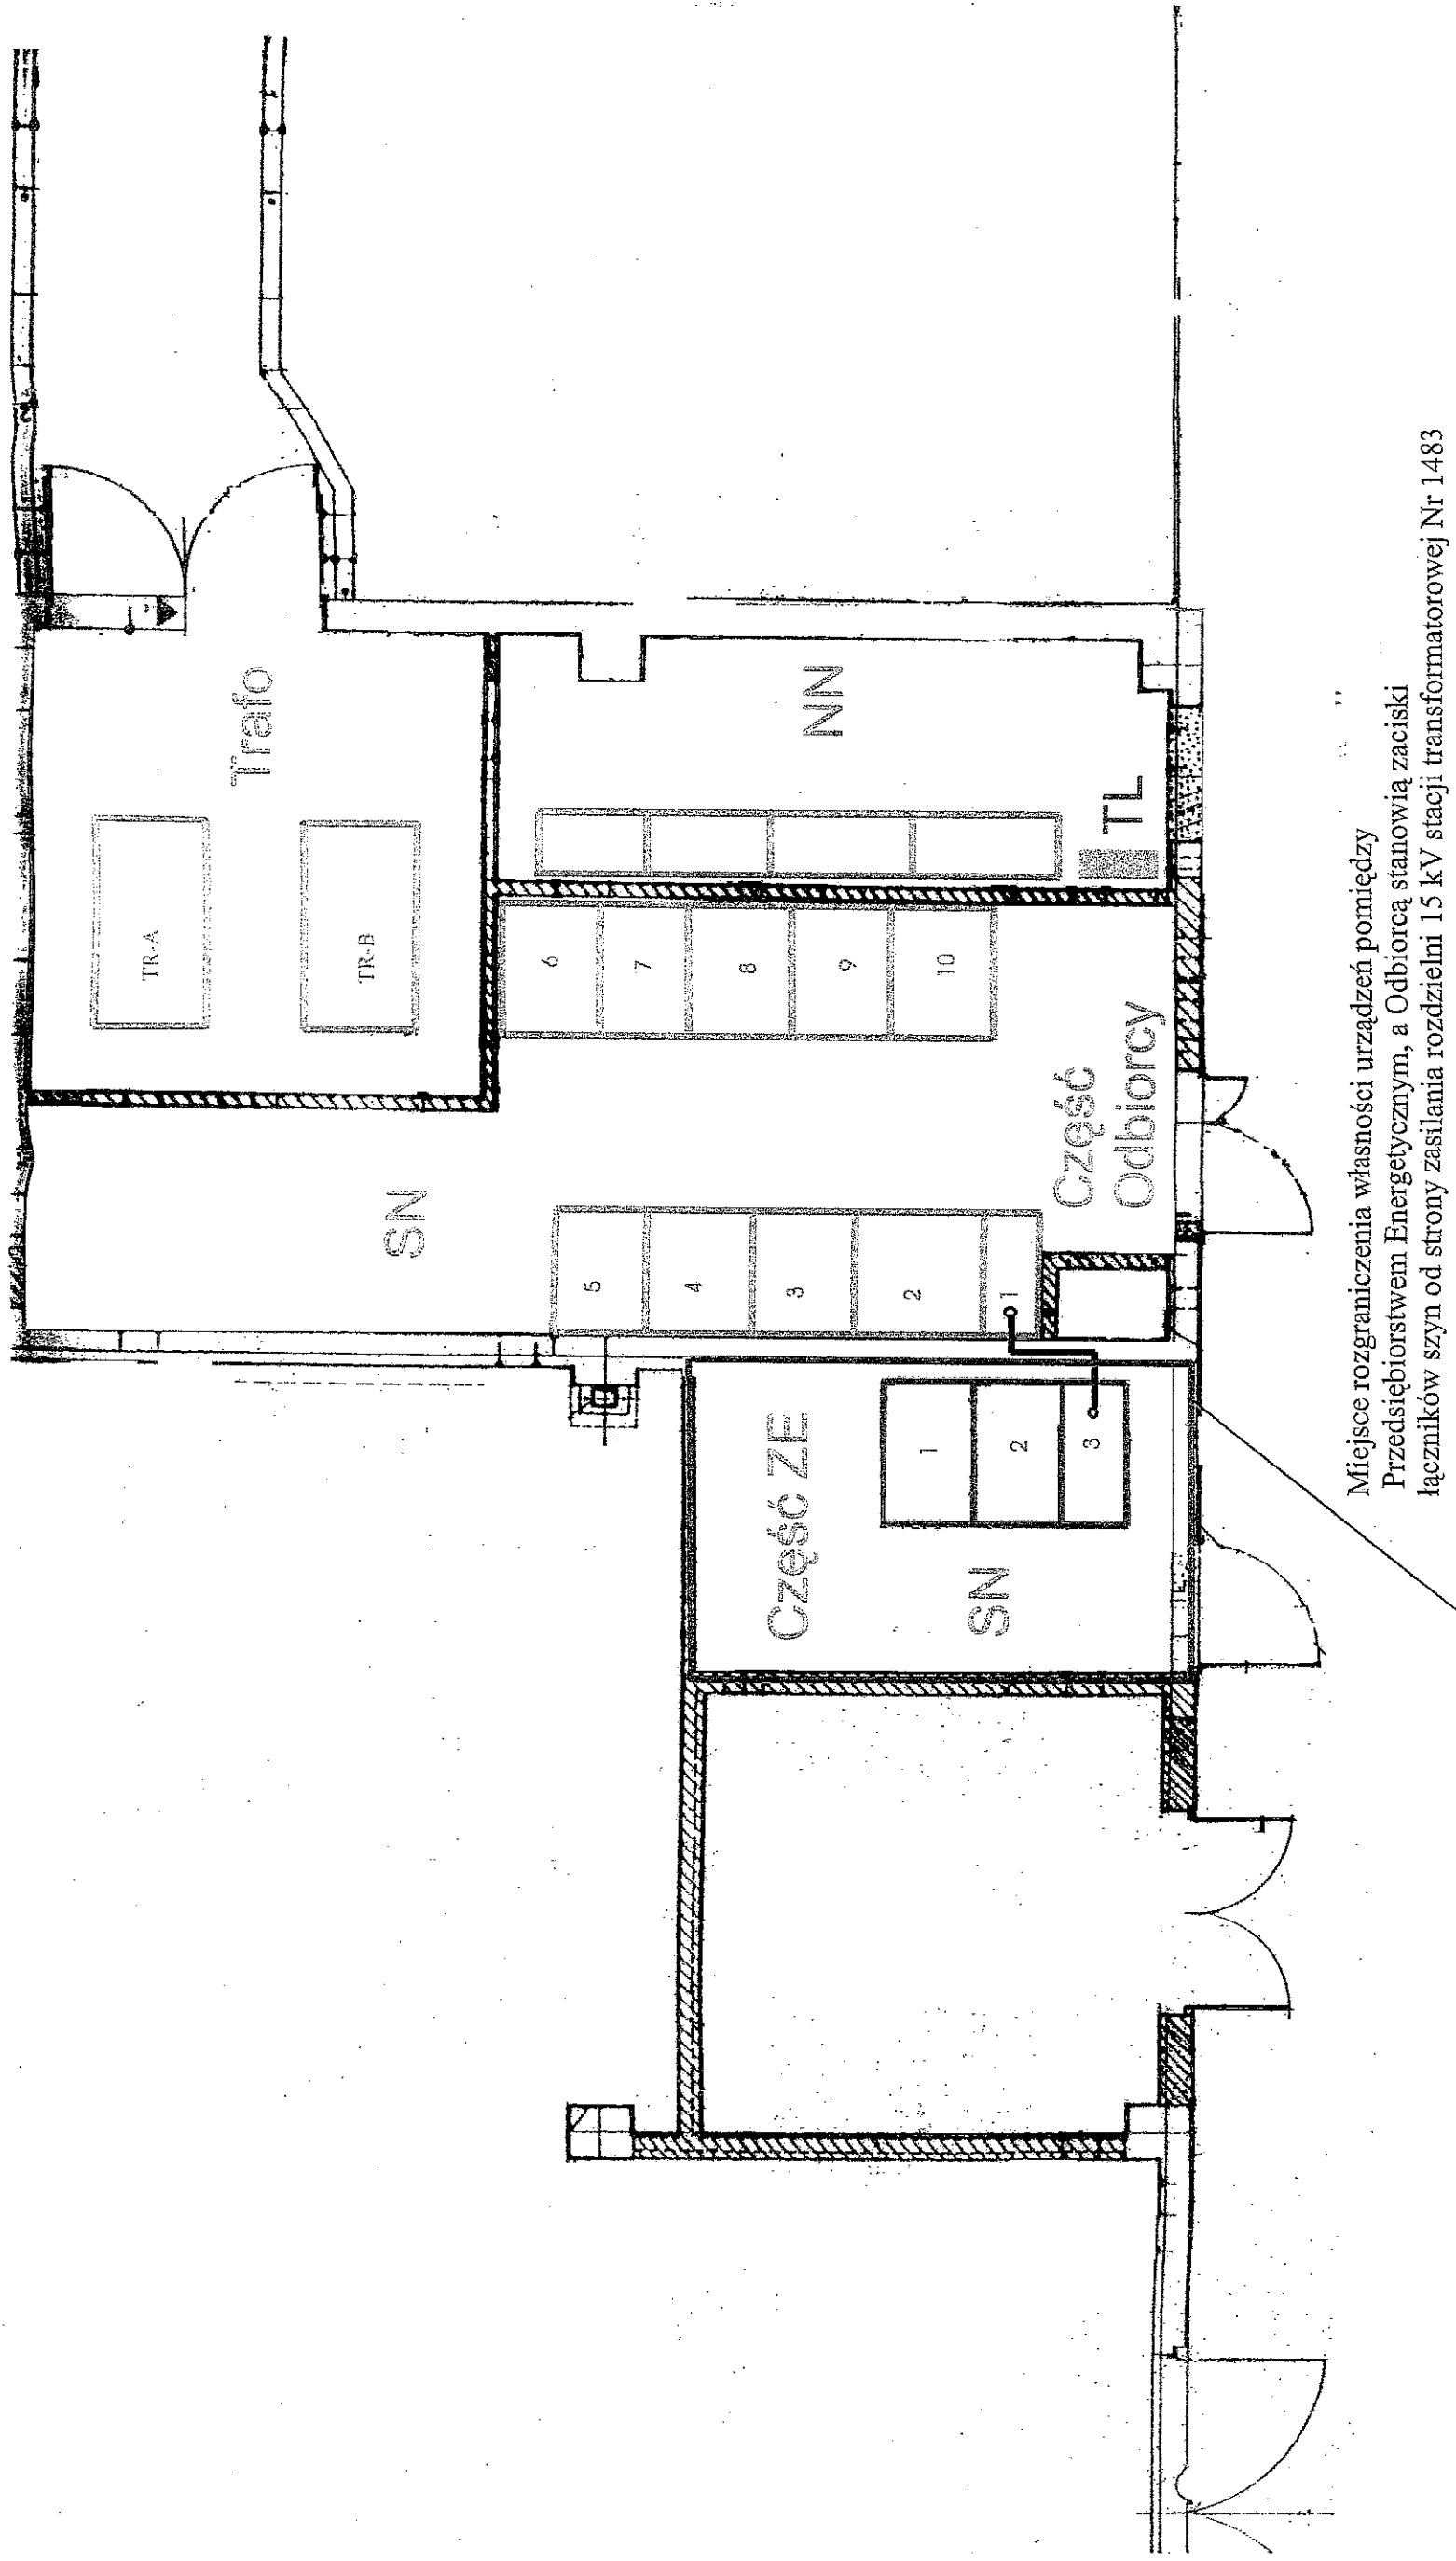 Trafo
TR-A
TR-B
NN
TL
6
7
8
9
10
SN
Część
Odbiorcy
5
4
3
2
1
Część ZE
SN
1
2
3
Miejsce rozgraniczenia własności urządzeń pomiędzy
Przedsiębiorstwem Energetycznym, a Odbiorcą stanowią zaciski
łączników szyn od strony zasilania rozdzielni 15 kV stacji transformatorowej Nr 1483